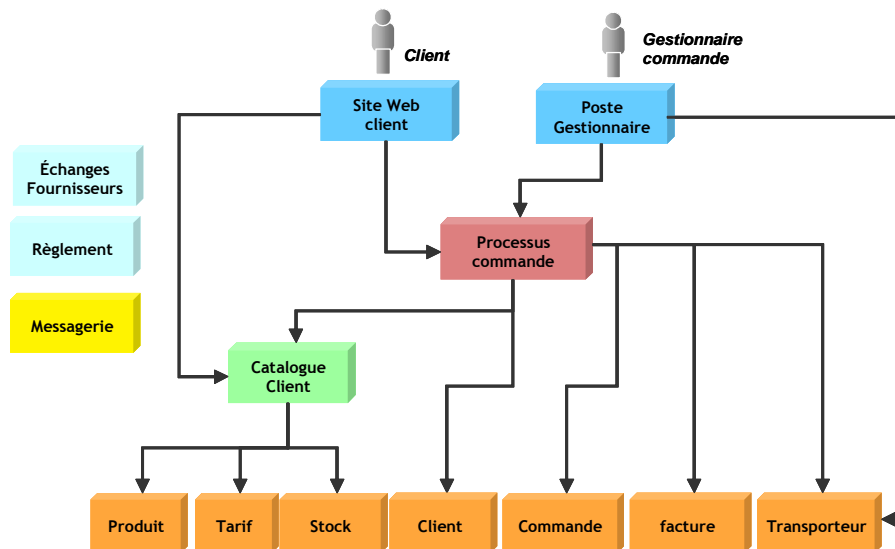 Client
Gestionnaire
commande
Site Web
client
Poste
Gestionnaire
Échanges
Fournisseurs
Règlement
Processus
commande
Messagerie
Catalogue
Client
Produit
Tarif
Stock
Client
Commande
facture
Transporteur